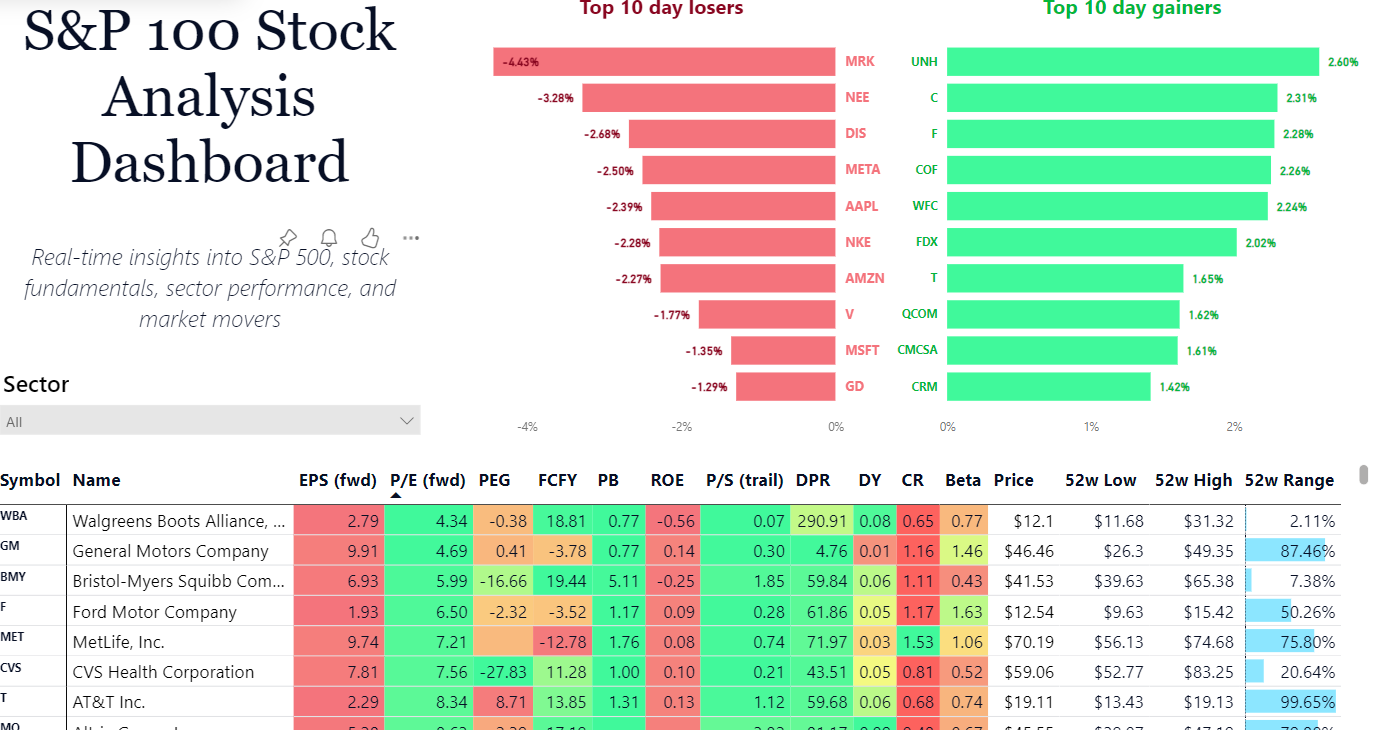 S&P 100 Stock
Analysis
Dashboard
Real-time insights into S&P 500, stock
fundamentals, sector performance, and
market movers
Sector
All
Top 10 day losers
-4.43% MRK
-3.28% NEE
-2.68% DIS
-2.50% META
-2.39% AAPL
-2.28% NKE
-2.27% AMZN
-1.77% V
-1.35% MSFT
-1.29% GD
-4% -2% 0%
Top 10 day gainers
UNH 2.60%
C 2.31%
F 2.28%
COF 2.26%
WFC 2.24%
FDX 2.02%
T 1.65%
QCOM 1.62%
CMCSA 1.61%
CRM 1.42%
0% 1% 2%
Symbol Name EPS (fwd) P/E (fwd) PEG FCFY PB ROE P/S (trail) DPR DY CR Beta Price 52w Low 52w High 52w Range
WBA Walgreens Boots Alliance, ... 2.79 4.34 -0.38 18.81 0.77 -0.56 0.07 290.91 0.08 0.65 0.77 $12.1 $11.68 $31.32 2.11%
GM General Motors Company 9.91 4.69 0.41 -3.78 0.77 0.14 0.30 4.76 0.01 1.16 1.46 $46.46 $26.3 $49.35 87.46%
BMY Bristol-Myers Squibb Com... 6.93 5.99 -16.66 19.44 5.11 -0.25 1.85 59.84 0.06 1.11 0.43 $41.53 $39.63 $65.38 7.38%
F Ford Motor Company 1.93 6.50 -2.32 -3.52 1.17 0.09 0.28 61.86 0.05 1.17 1.63 $12.54 $9.63 $15.42 50.26%
MET MetLife, Inc. 9.74 7.21 -12.78 1.76 0.08 0.74 71.97 0.03 1.53 1.06 $70.19 $56.13 $74.68 75.80%
CVS CVS Health Corporation 7.81 7.56 -27.83 11.28 1.00 0.10 0.21 43.51 0.05 0.81 0.52 $59.06 $52.77 $83.25 20.64%
T AT&T Inc. 2.29 8.34 8.71 13.85 1.31 0.13 1.12 59.68 0.06 0.68 0.74 $19.11 $13.43 $19.13 99.65%
MO